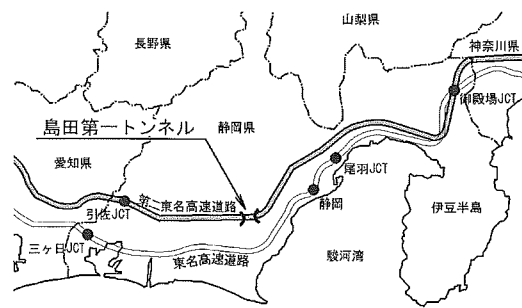 山梨県
長野県
神奈川県
御殿場JCT
島田第一トンネル
静岡県
愛知県
尾羽JCT
第二東名高速道路
引佐JCT
静岡
伊豆半島
三ヶ日JCT
東名高速道路
駿河湾